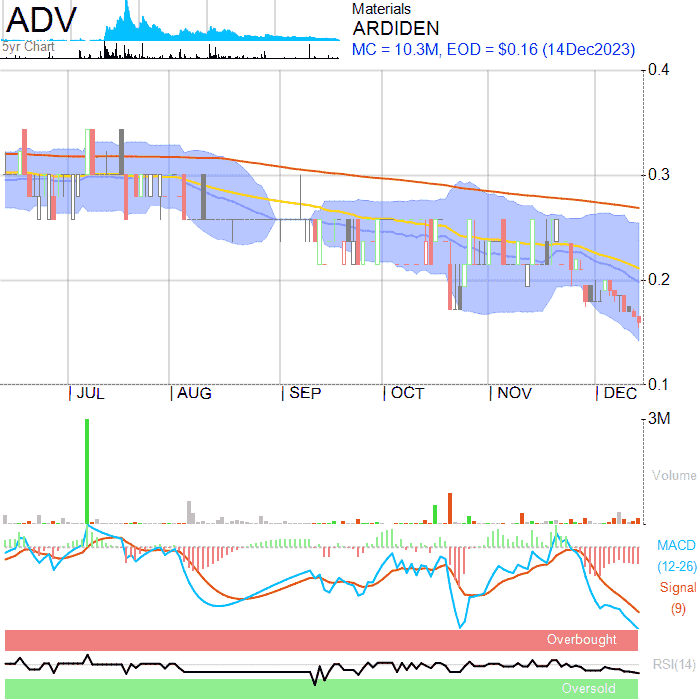 ADV
5yr Chart
Materials
ARDIDEN
MC = 10.3M, EOD = $0.16 (14Dec2023)
0.4
0.3
0.2
0.1
JUL AUG SEP OCT NOV DEC
3M
Volume
MACD
(12-26)
Signal
(9)
Overbought
RSI(14)
Oversold